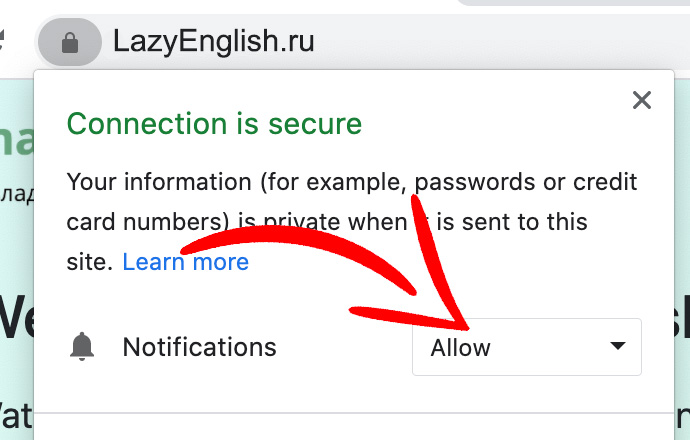 LazyEnglish.ru
Connection is secure
Your information (for example, passwords or credit
card numbers) is private when it is sent to this
site. Learn more
Notifications
Allow